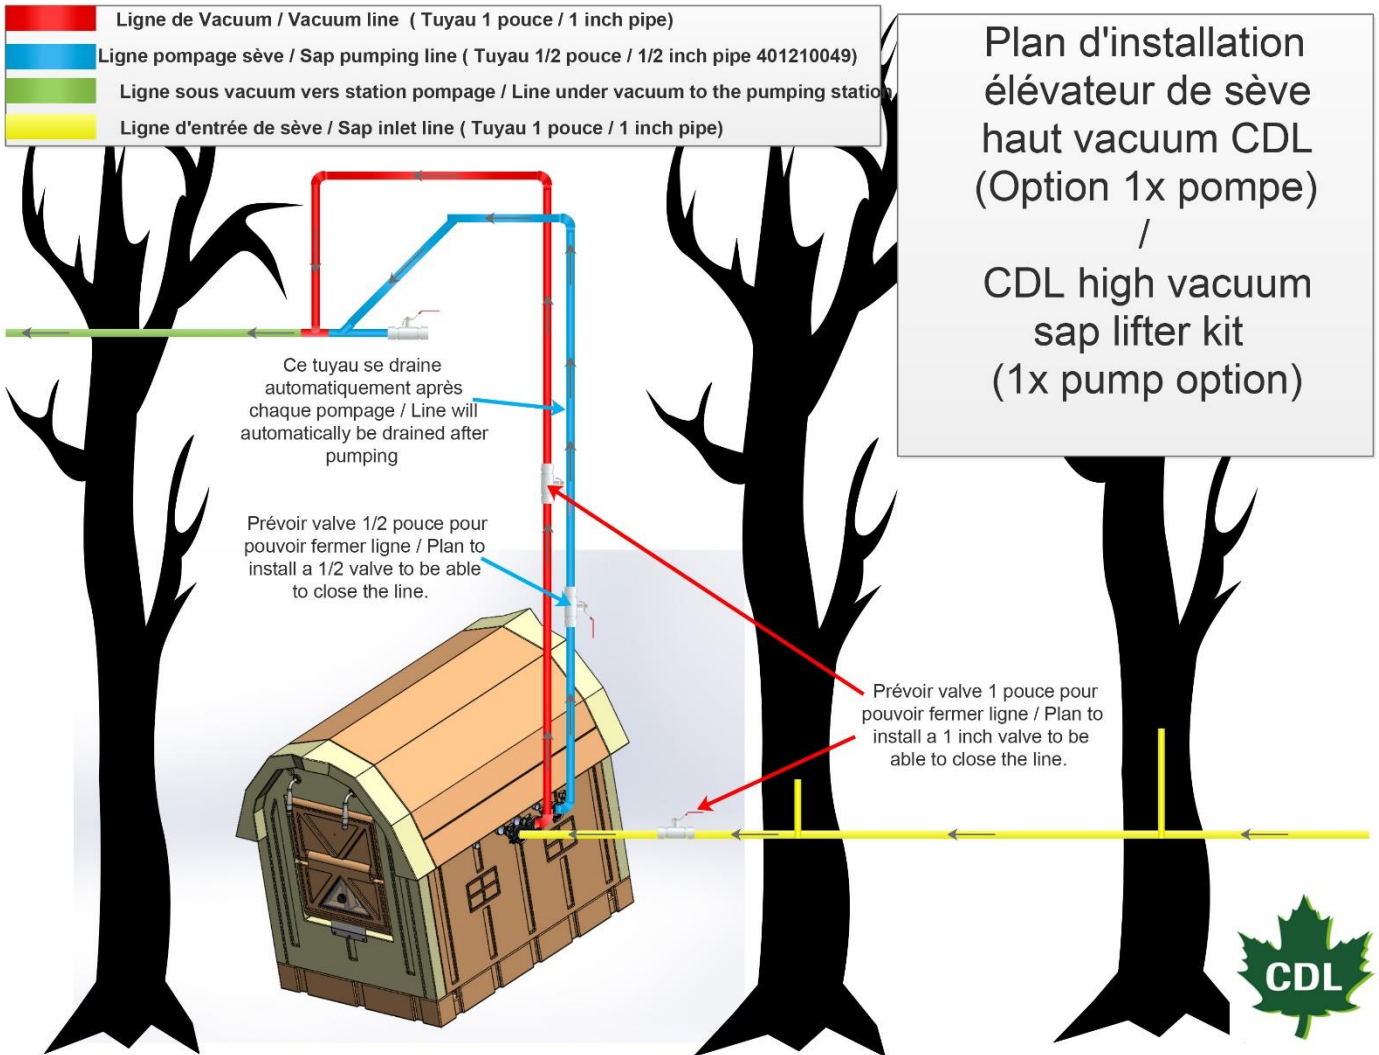 Ligne de Vacuum / Vacuum line ( Tuyau 1 pouce / 1 inch pipe)
Ligne pompage sève / Sap pumping line ( Tuyau 1/2 pouce / 1/2 inch pipe 401210049)
Ligne sous vacuum vers station pompage / Line under vacuum to the pumping station
Ligne d'entrée de sève / Sap inlet line ( Tuyau 1 pouce / 1 inch pipe)
Plan d'installation
élévateur de sève
haut vacuum CDL
(Option 1x pompe)
/
CDL high vacuum
sap lifter kit
(1x pump option)
Ce tuyau se draine
automatiquement après
chaque pompage / Line will
automatically be drained after
pumping
Prévoir valve 1/2 pouce pour
pouvoir fermer ligne / Plan to
install a 1/2 valve to be able
to close the line.
Prévoir valve 1 pouce pour
pouvoir fermer ligne / Plan to
install a 1 inch valve to be
able to close the line.
CDL